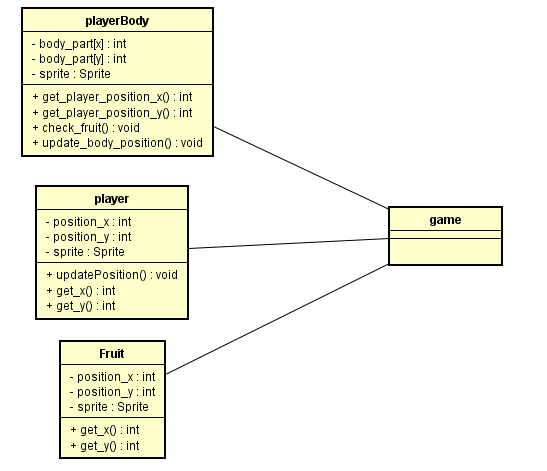 playerBody
- body_part[x] : int
- body_part[y] : int
- sprite : Sprite
+ get_player_position_x() : int
+ get_player_position_y() : int
+ check_fruit() : void
+ update_body_position() : void
player
- position_x : int
- position_y : int
- sprite : Sprite
+ updatePosition() : void
+ get_x() : int
+ get_y() : int
game
Fruit
- position_x : int
- position_y : int
- sprite : Sprite
+ get_x() : int
+ get_y() : int